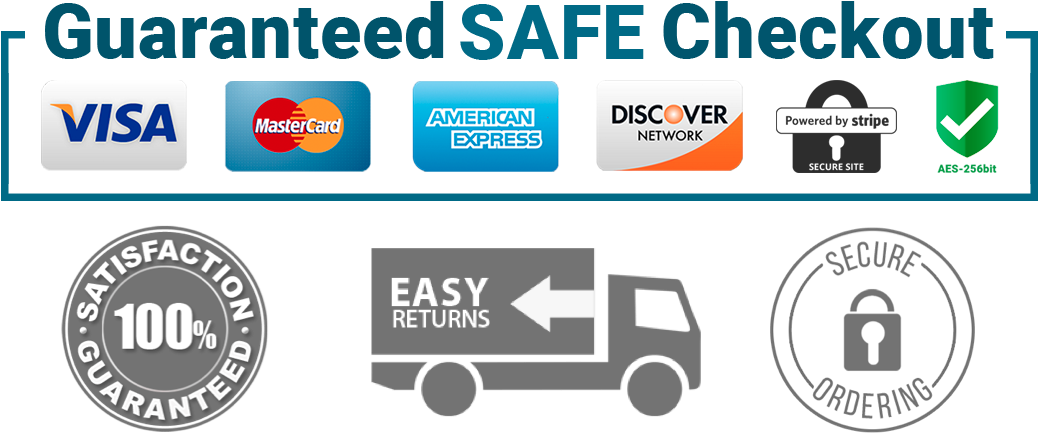 Guaranteed SAFE Checkout
VISA
MasterCard
AMERICAN
EXPRESS
DISCOVER
NETWORK
Powered by stripe
SECURE SITE
AES-256bit
SATISFACTION
100%
GUARANTEED
EASY
RETURNS
SECURE
ORDERING